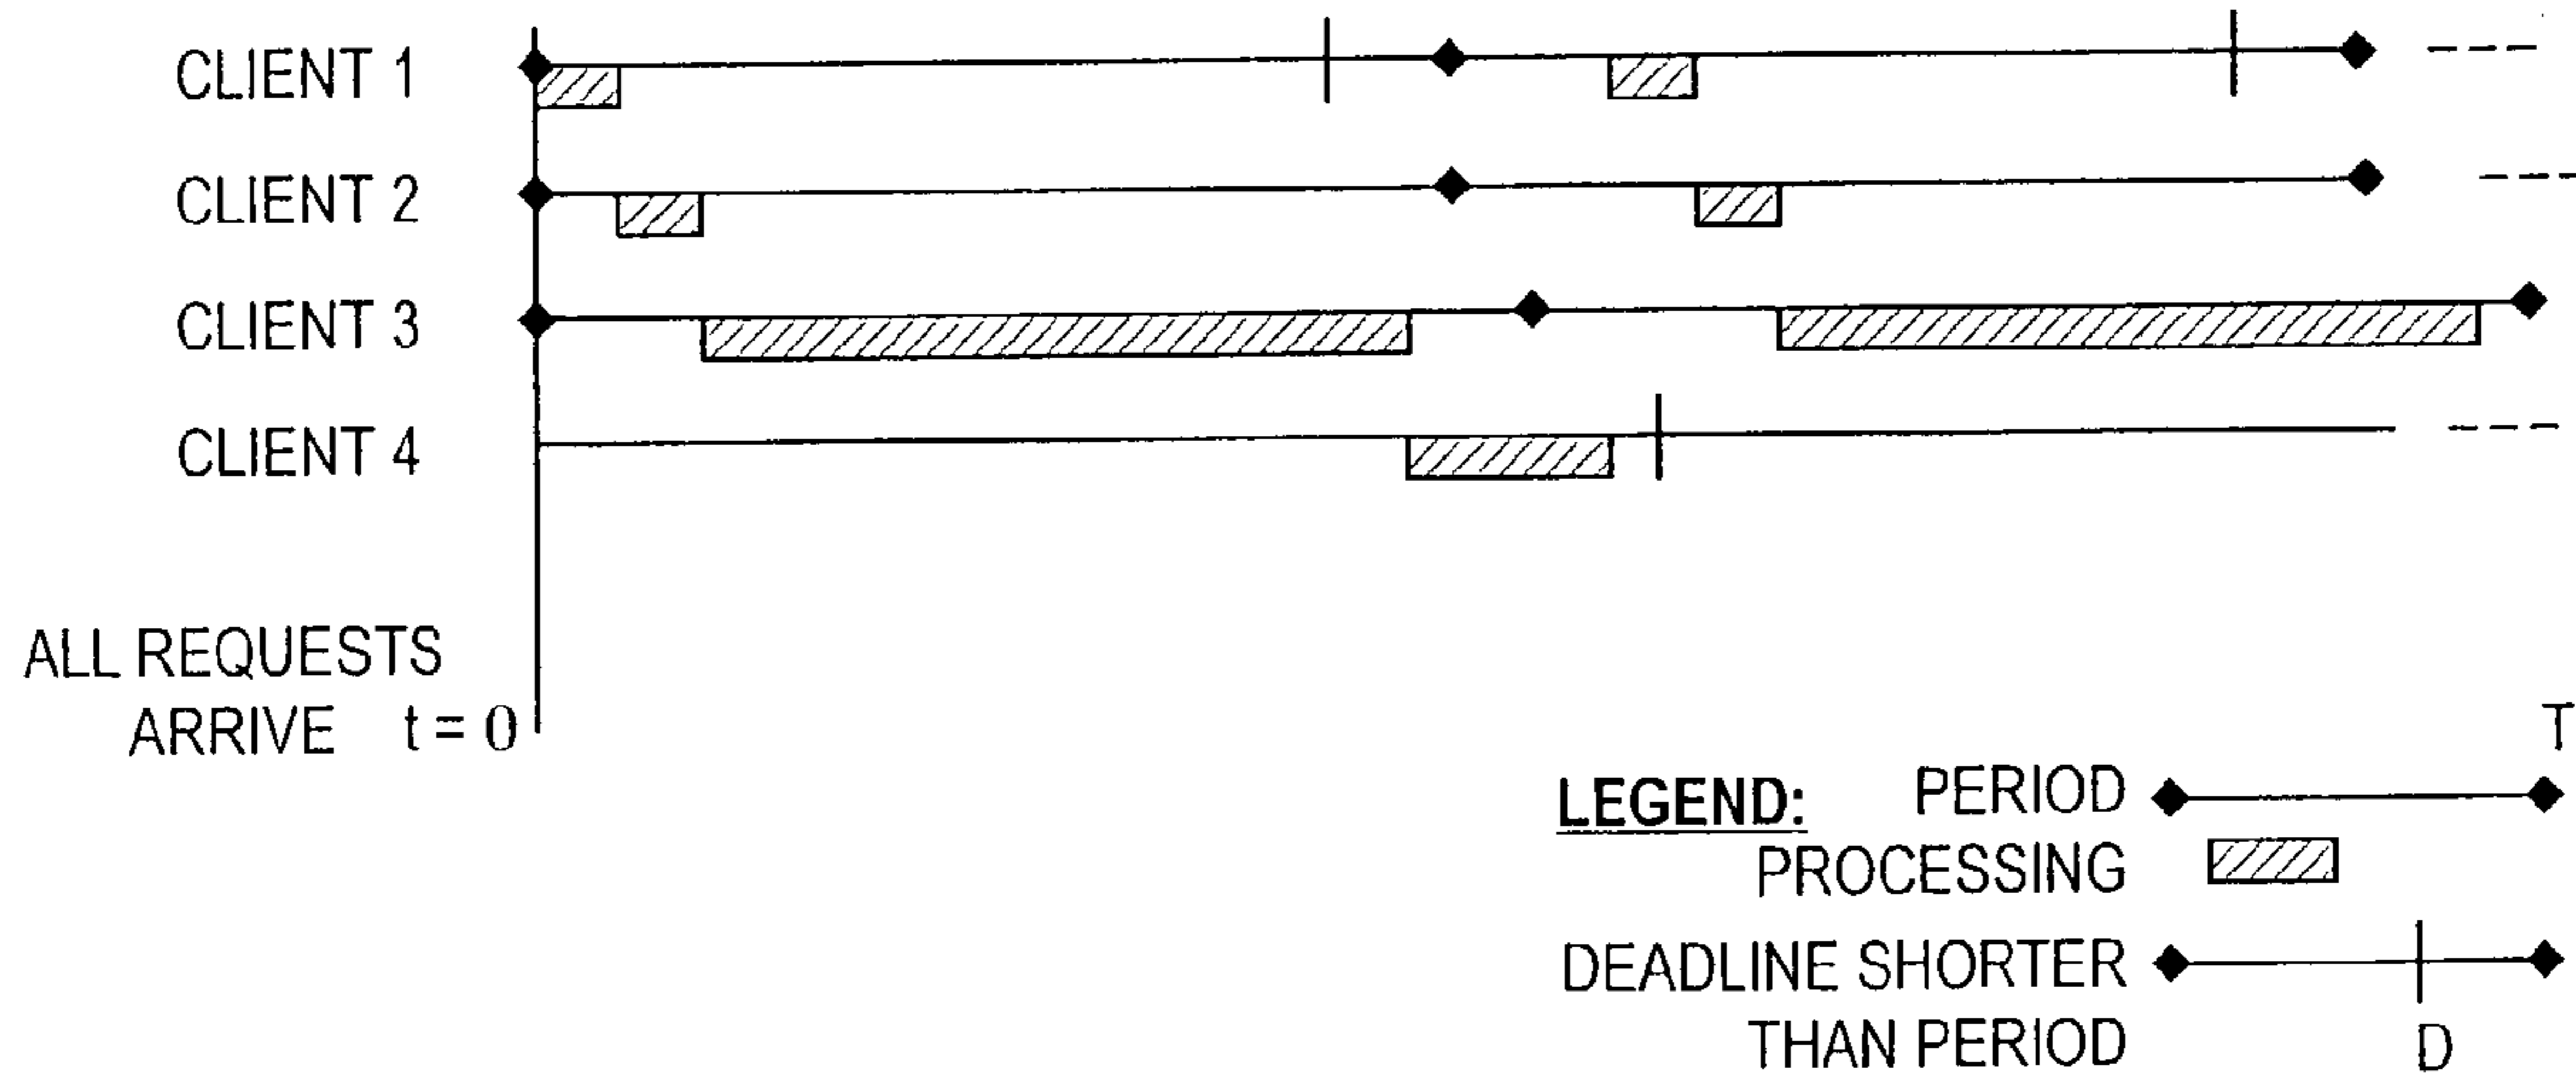 CLIENT 1
CLIENT 2
CLIENT 3
CLIENT 4
ALL REQUESTS
ARRIVE t = 0
T
LEGEND: PERIOD
PROCESSING
DEADLINE SHORTER
THAN PERIOD D